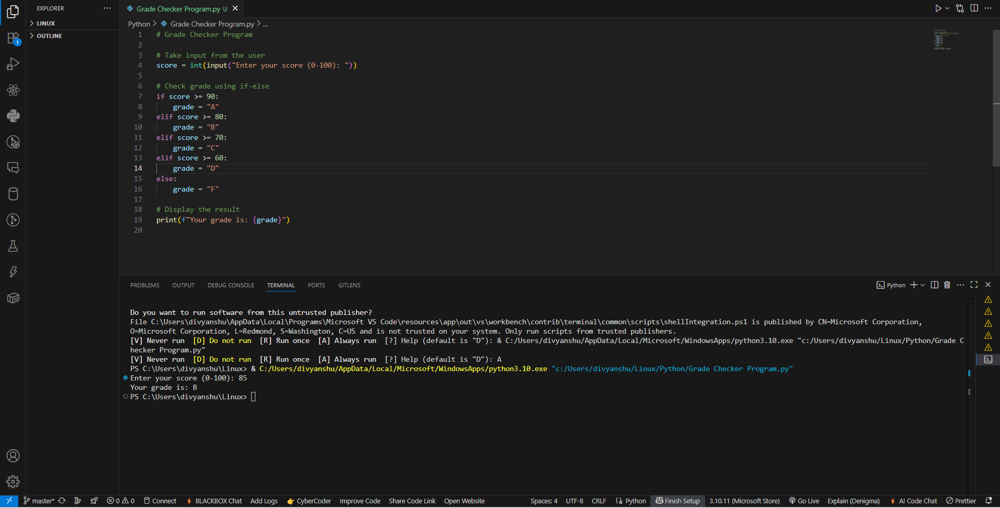 EXPLORER
LINUX
OUTLINE
1
Grade Checker Program.py U
Python > Grade Checker Program.py > ...
1 # Grade Checker Program
2
3 # Take input from the user
4 score = int(input("Enter your score (0-100): "))
5
6 # Check grade using if-else
7 if score >= 90:
8     grade = "A"
9 elif score >= 80:
10     grade = "B"
11 elif score >= 70:
12     grade = "C"
13 elif score >= 60:
14     grade = "D"
15 else:
16     grade = "F"
17
18 # Display the result
19 print(f"Your grade is: {grade}")
20
PROBLEMS OUTPUT DEBUG CONSOLE TERMINAL PORTS GITLENS Python
Do you want to run software from this untrusted publisher?
File C:\Users\divyanshu\AppData\Local\Programs\Microsoft VS Code\resources\app\out\vs\workbench\contrib\terminal\common\scripts\shellIntegration.ps1 is published by CN=Microsoft Corporation,
O=Microsoft Corporation, L=Redmond, S=Washington, C=US and is not trusted on your system. Only run scripts from trusted publishers.
[V] Never run  [D] Do not run  [R] Run once  [A] Always run  [?] Help (default is "D"): & C:/Users/divyanshu/AppData/Local/Microsoft/WindowsApps/python3.10.exe "c:/Users/divyanshu/Linux/Python/Grade C
hecker Program.py"
[V] Never run  [D] Do not run  [R] Run once  [A] Always run  [?] Help (default is "D"): A
PS C:\Users\divyanshu\Linux> & C:/Users/divyanshu/AppData/Local/Microsoft/WindowsApps/python3.10.exe "c:/Users/divyanshu/Linux/Python/Grade Checker Program.py"
Enter your score (0-100): 85
Your grade is: B
PS C:\Users\divyanshu\Linux>
master* 0 0 Connect BLACKBOX Chat Add Logs CyberCoder Improve Code Share Code Link Open Website Spaces: 4 UTF-8 CRLF Python Finish Setup 3.10.11 (Microsoft Store) Go Live Explain (Denigma) AI Code Chat Prettier